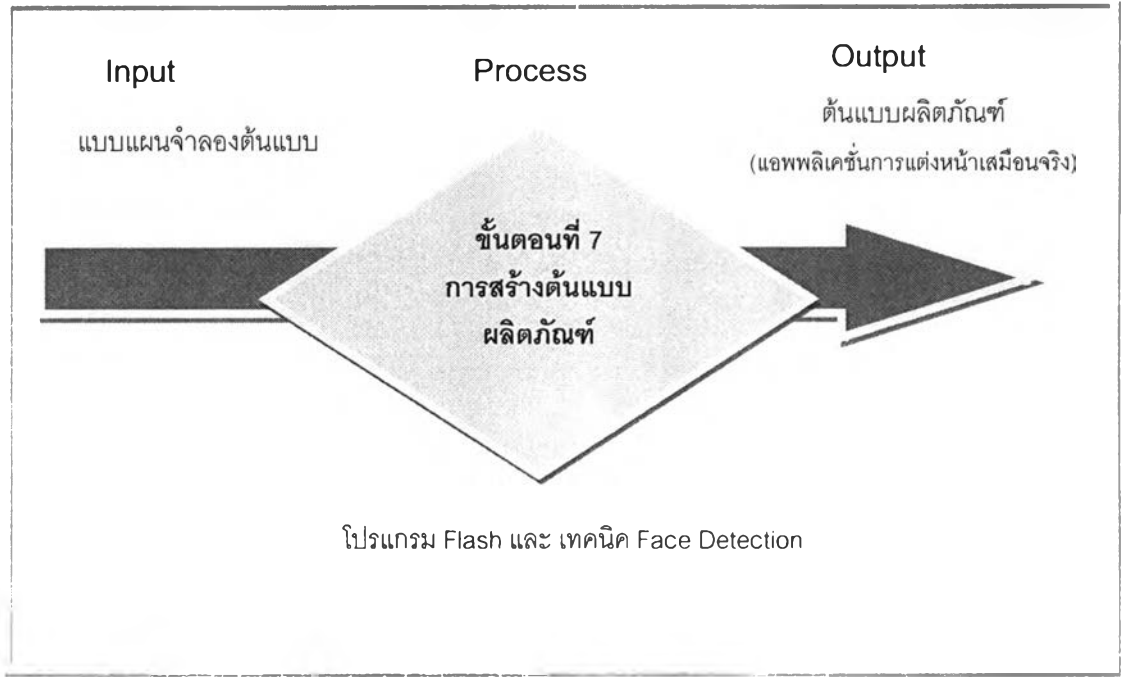 Input
แบบแผนจำลองต้นแบบ
Process
ขั้นตอนที่ 7
การสร้างต้นแบบ
ผลิตภัณฑ์
Output
ต้นแบบผลิตภัณฑ์
(แอพพลิเคชั่นการแต่งหน้าเสมือนจริง)
โปรแกรม Flash และ เทคนิค Face Detection